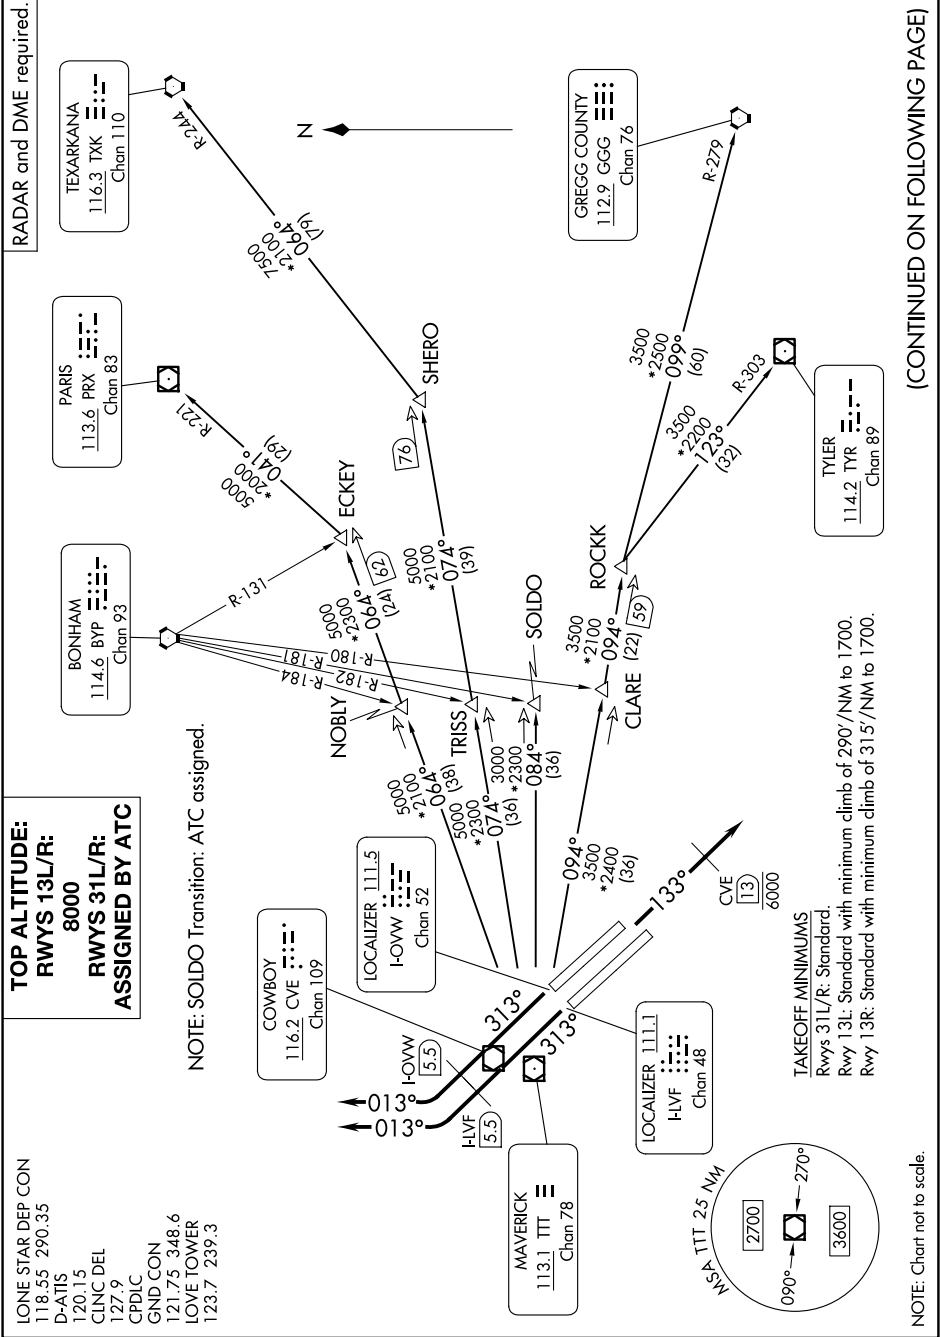 LONE STAR DEP CON
118.55 290.35
D-ATIS
120.15
CLNC DEL
127.9
CPDLC
GND CON
121.75 348.6
LOVE TOWER
123.7 239.3
TOP ALTITUDE:
RWYS 13L/R:
8000
RWYS 31L/R:
ASSIGNED BY ATC
RADAR and DME required.
NOTE: SOLDO Transition: ATC assigned.
BONHAM
114.6 BYP
Chan 93
PARIS
113.6 PRX
Chan 83
TEXARKANA
116.3 TXK
Chan 110
COWBOY
116.2 CVE
Chan 109
LOCALIZER 111.5
I-OVW
Chan 52
MAVERICK
113.1 TTT
Chan 78
LOCALIZER 111.1
I-LVF
Chan 48
GREGG COUNTY
112.9 GGG
Chan 76
TYLER
114.2 TYR
Chan 89
N
R-244
7500
*2100
064°
(79)
R-221
5000
*2000
041°
(29)
R-131
R-184
R-181
R-182
R-180
ECKEY
SHERO
76
62
5000
*2300
064°
(24)
5000
*2100
074°
(39)
NOBLY
TRISS
SOLDO
CLARE
ROCKK
5000
*2100
064°
(38)
5000
*2300
074°
(36)
3000
*2300
084°
(36)
094°
3500
*2400
(36)
3500
*2100
094°
(22)
59
3500
*2500
099°
(60)
R-279
3500
*2200
123°
(32)
R-303
013°
013°
I-OVW
5.5
I-LVF
5.5
313°
313°
133°
CVE
13
6000
TAKEOFF MINIMUMS
Rwys 31L/R: Standard.
Rwy 13L: Standard with minimum climb of 290'/NM to 1700.
Rwy 13R: Standard with minimum climb of 315'/NM to 1700.
MSA TTT 25 NM
2700
090°
270°
3600
NOTE: Chart not to scale.
(CONTINUED ON FOLLOWING PAGE)